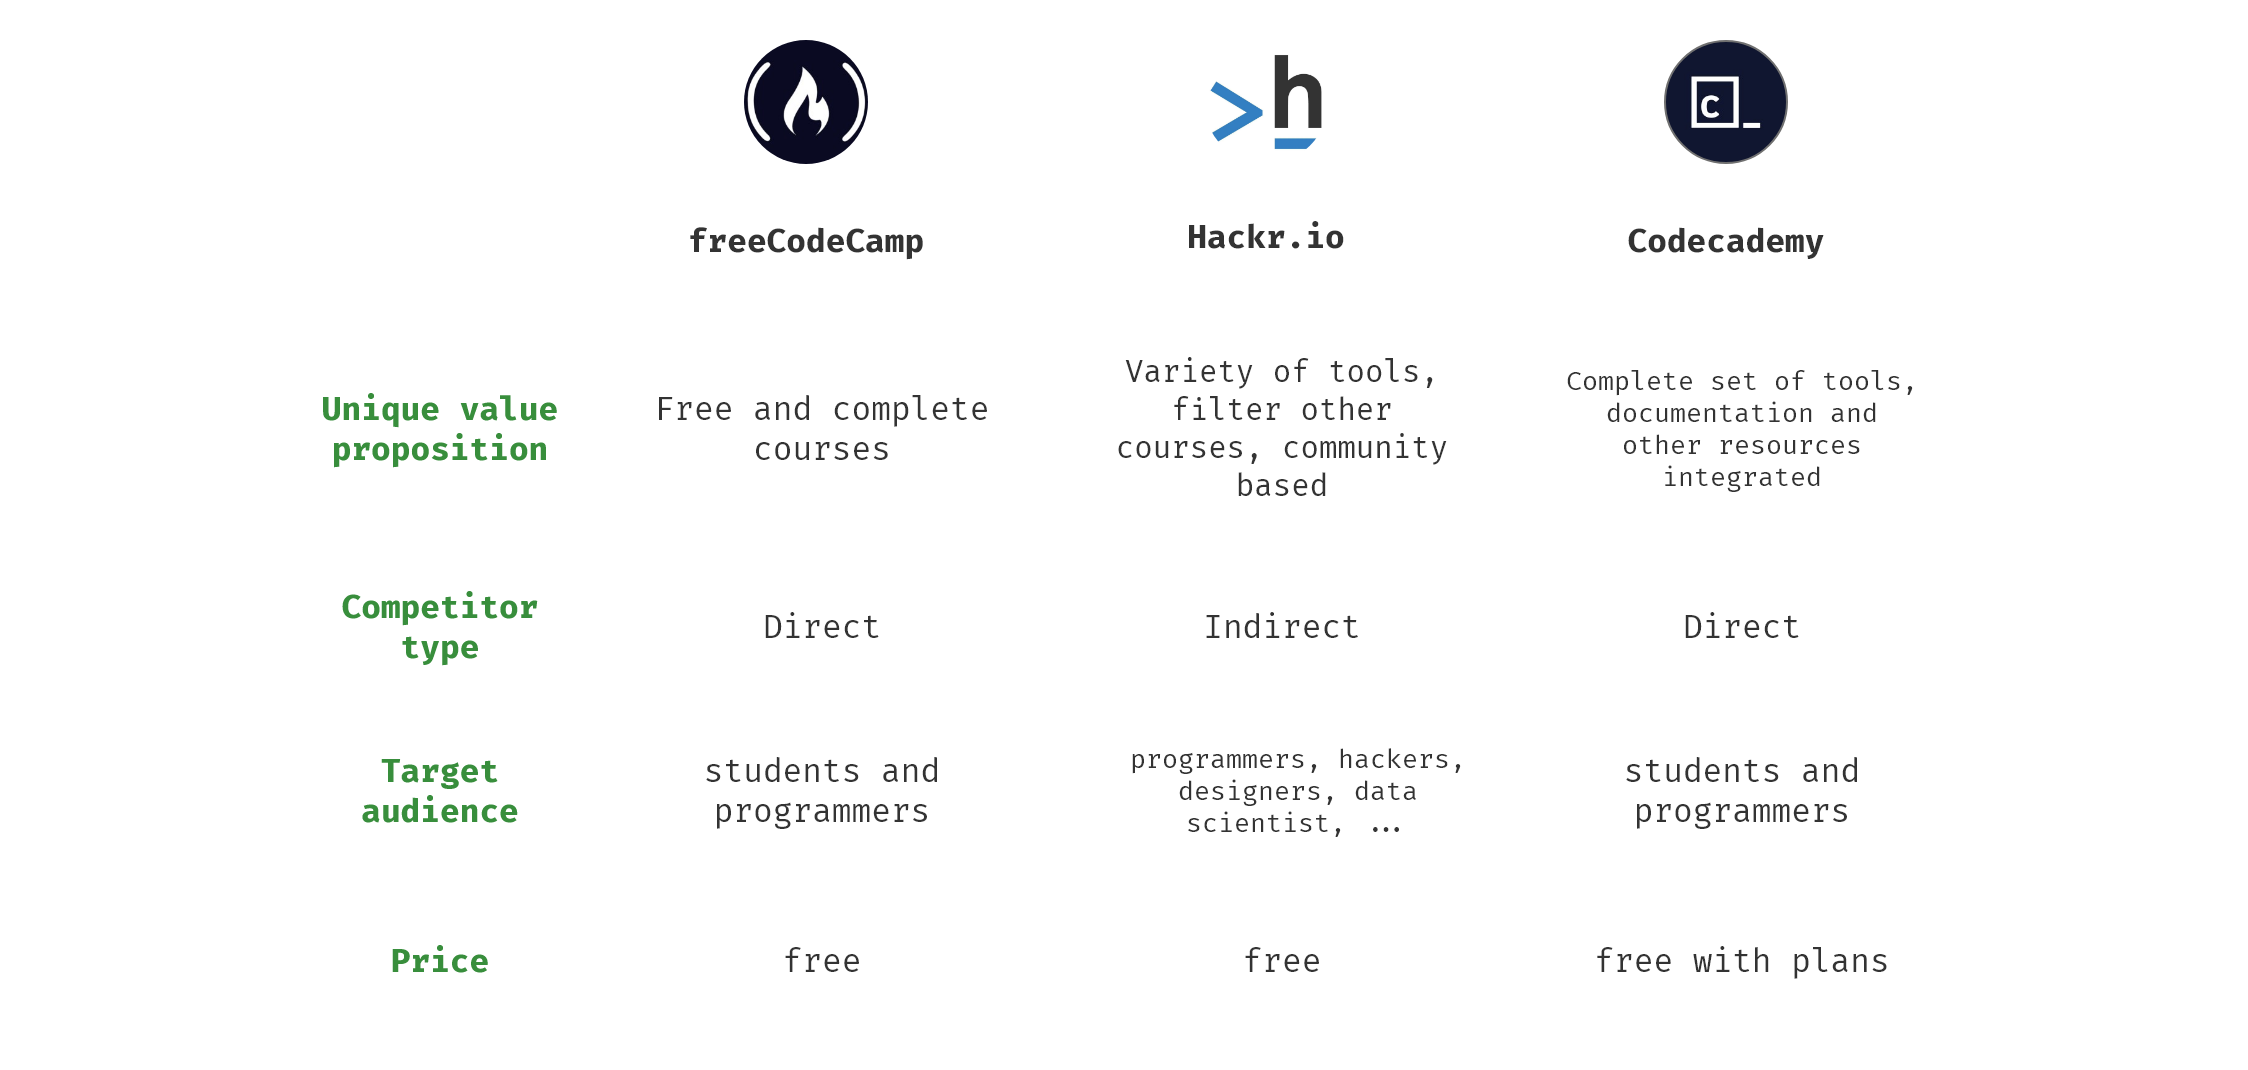 >h
C_
freeCodeCamp
Hackr.io
Codecademy
Unique value
proposition
Free and complete
courses
Variety of tools,
filter other
courses, community
based
Complete set of tools,
documentation and
other resources
integrated
Competitor
type
Direct
Indirect
Direct
Target
audience
students and
programmers
programmers, hackers,
designers, data
scientist, ...
students and
programmers
Price
free
free
free with plans